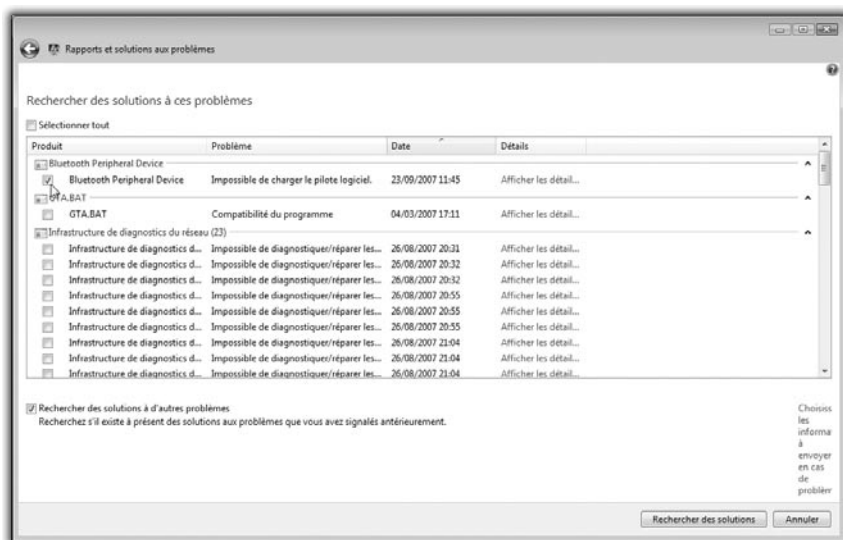 Rapports et solutions aux problèmes
Rechercher des solutions à ces problèmes
Sélectionner tout
Produit Problème Date Détails
Bluetooth Peripheral Device
Bluetooth Peripheral Device Impossible de charger le pilote logiciel. 23/09/2007 11:45 Afficher les détail...
GTA.BAT
GTA.BAT Compatibilité du programme 04/03/2007 17:11 Afficher les détail...
Infrastructure de diagnostics du réseau (23)
Infrastructure de diagnostics d... Impossible de diagnostiquer/réparer les... 26/08/2007 20:31 Afficher les détail...
Infrastructure de diagnostics d... Impossible de diagnostiquer/réparer les... 26/08/2007 20:32 Afficher les détail...
Infrastructure de diagnostics d... Impossible de diagnostiquer/réparer les... 26/08/2007 20:32 Afficher les détail...
Infrastructure de diagnostics d... Impossible de diagnostiquer/réparer les... 26/08/2007 20:55 Afficher les détail...
Infrastructure de diagnostics d... Impossible de diagnostiquer/réparer les... 26/08/2007 20:55 Afficher les détail...
Infrastructure de diagnostics d... Impossible de diagnostiquer/réparer les... 26/08/2007 20:55 Afficher les détail...
Infrastructure de diagnostics d... Impossible de diagnostiquer/réparer les... 26/08/2007 21:04 Afficher les détail...
Infrastructure de diagnostics d... Impossible de diagnostiquer/réparer les... 26/08/2007 21:04 Afficher les détail...
Infrastructure de diagnostics d... Impossible de diagnostiquer/réparer les... 26/08/2007 21:04 Afficher les détail...
Rechercher des solutions à d'autres problèmes
Recherchez s'il existe à présent des solutions aux problèmes que vous avez signalés antérieurement.
Choisiss
les
informa
à
envoyer
en cas
de
problèm
Rechercher des solutions Annuler